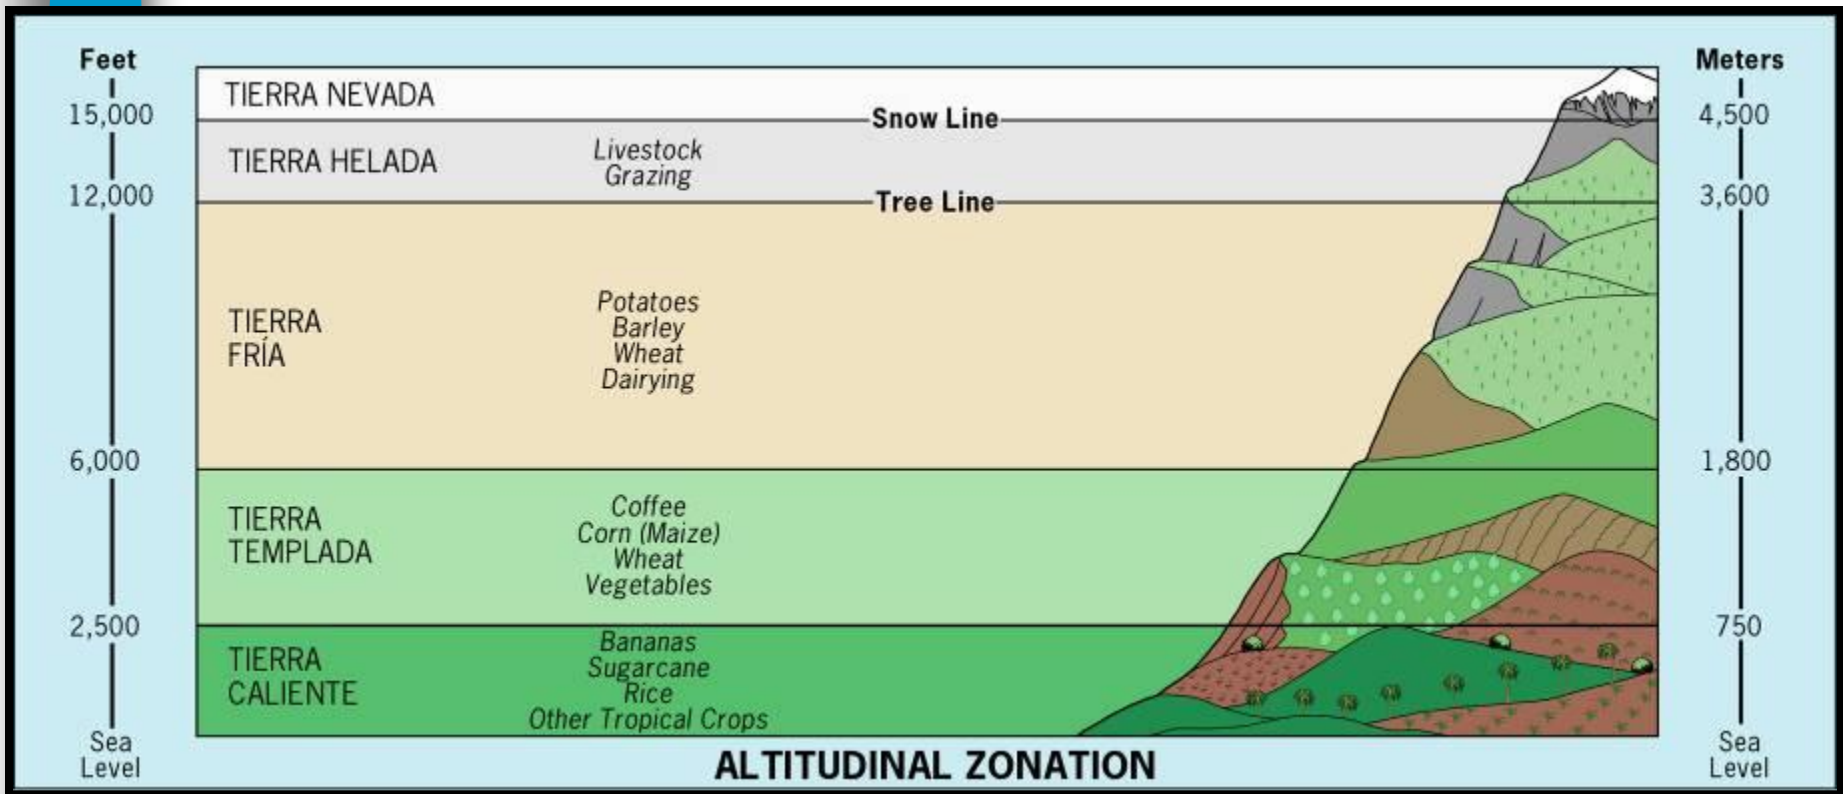 Feet
Meters
TIERRA NEVADA
15,000
Snow Line
4,500
TIERRA HELADA
Livestock
Grazing
12,000
Tree Line
3,600
TIERRA
FRÍA
Potatoes
Barley
Wheat
Dairying
6,000
1,800
TIERRA
TEMPLADA
Coffee
Corn (Maize)
Wheat
Vegetables
2,500
750
TIERRA
CALIENTE
Bananas
Sugarcane
Rice
Other Tropical Crops
Sea
Level
Sea
Level
ALTITUDINAL ZONATION